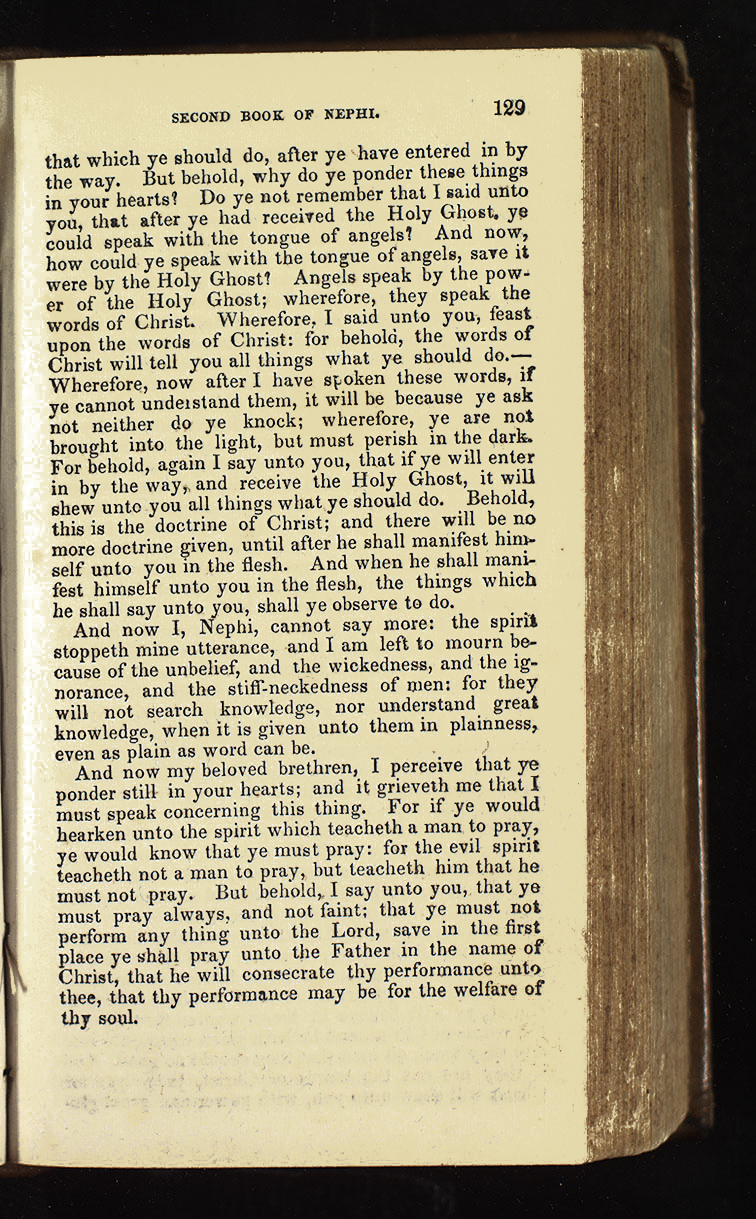 SECOND BOOK OF NEPHI. 129
that which ye should do, after ye have entered in by
the way. But behold, why do ye ponder these things
in your hearts? Do ye not remember that I said unto
you, that after ye had received the Holy Ghost, ye
could speak with the tongue of angels? And now,
how could ye speak with the tongue of angels, save it
were by the Holy Ghost? Angels speak by the pow-
er of the Holy Ghost; wherefore, they speak the
words of Christ. Wherefore, I said unto you, feast
upon the words of Christ: for behold, the words of
Christ will tell you all things what ye should do.—
Wherefore, now after I have spoken these words, if
ye cannot understand them, it will be because ye ask
not neither do ye knock; wherefore, ye are not
brought into the light, but must perish in the dark.
For behold, again I say unto you, that if ye will enter
in by the way, and receive the Holy Ghost, it will
shew unto you all things what ye should do. Behold,
this is the doctrine of Christ; and there will be no
more doctrine given, until after he shall manifest him-
self unto you in the flesh. And when he shall mani-
fest himself unto you in the flesh, the things which
he shall say unto you, shall ye observe to do.
And now I, Nephi, cannot say more: the spirit
stoppeth mine utterance, and I am left to mourn be-
cause of the unbelief, and the wickedness, and the ig-
norance, and the stiff-neckedness of men: for they
will not search knowledge, nor understand great
knowledge, when it is given unto them in plainness,
even as plain as word can be.
And now my beloved brethren, I perceive that ye
ponder still in your hearts; and it grieveth me that I
must speak concerning this thing. For if ye would
hearken unto the spirit which teacheth a man to pray,
ye would know that ye must pray: for the evil spirit
teacheth not a man to pray, but teacheth him that he
must not pray. But behold, I say unto you, that ye
must pray always, and not faint; that ye must not
perform any thing unto the Lord, save in the first
place ye shall pray unto the Father in the name of
Christ, that he will consecrate thy performance unto
thee, that thy performance may be for the welfare of
thy soul.